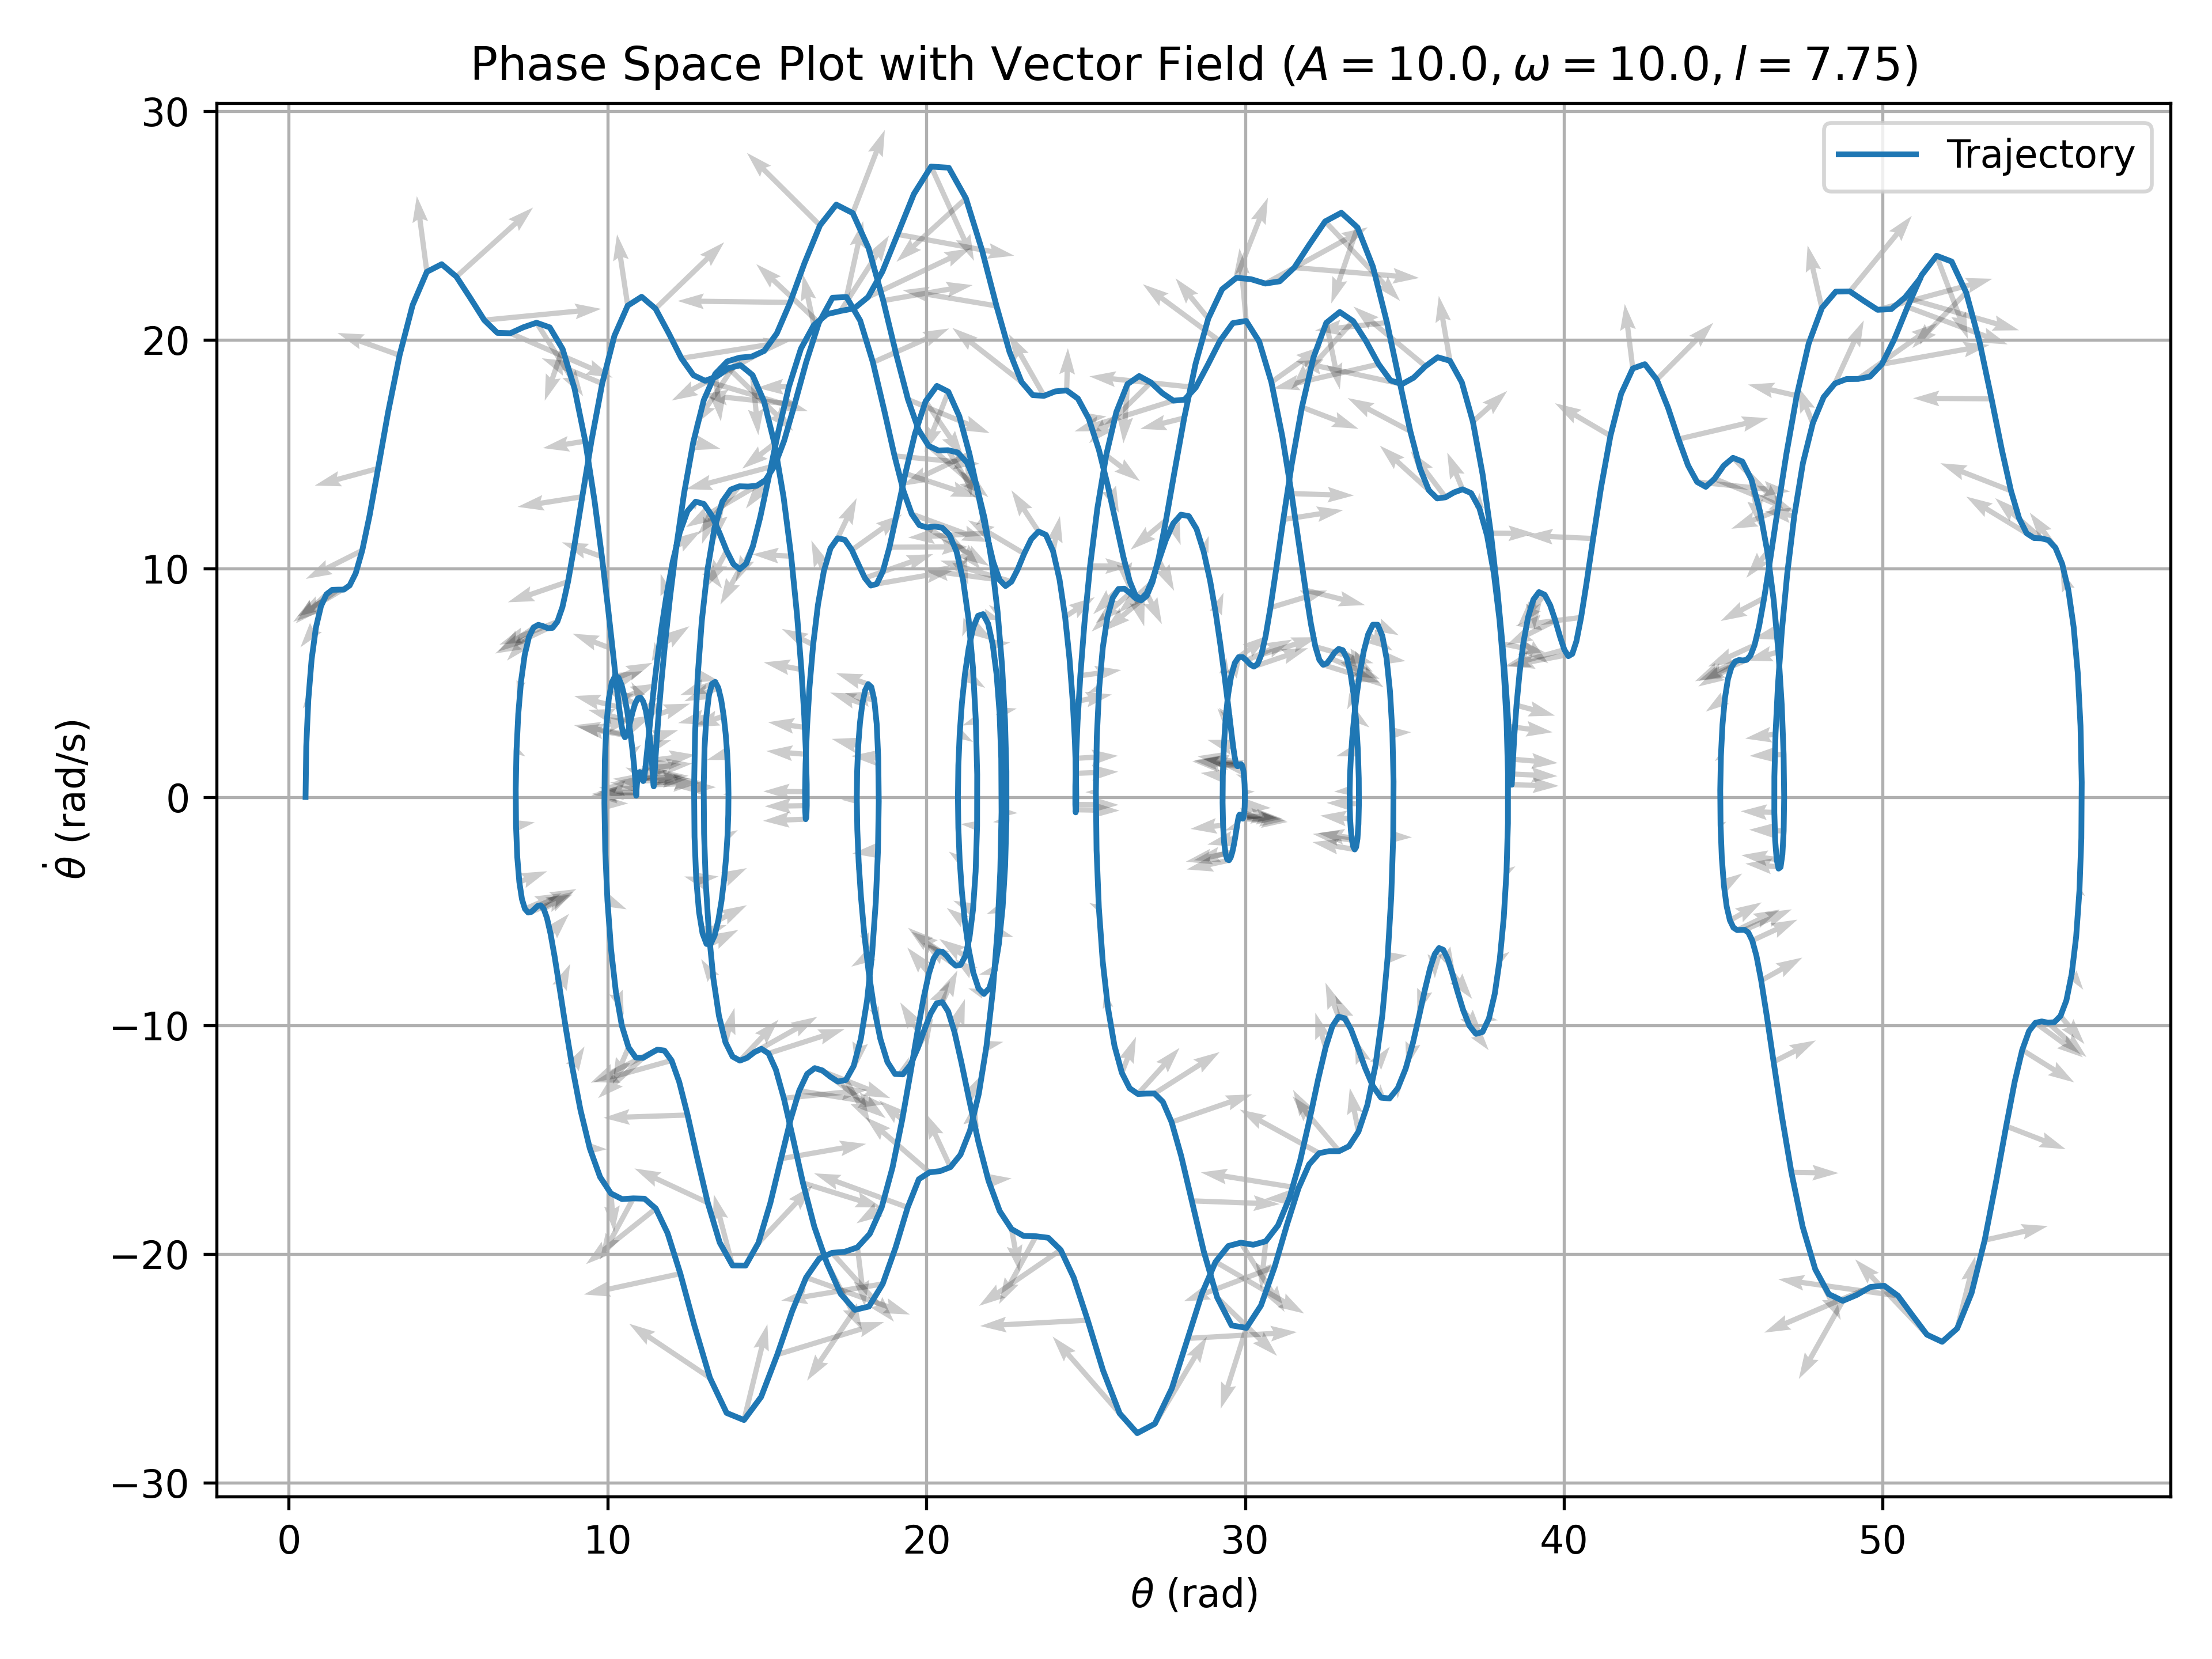 Phase Space Plot with Vector Field (A = 10.0, ω = 10.0, l = 7.75)
Trajectory
30
20
10
0
−10
−20
−30
θ̇ (rad/s)
0 10 20 30 40 50
θ (rad)